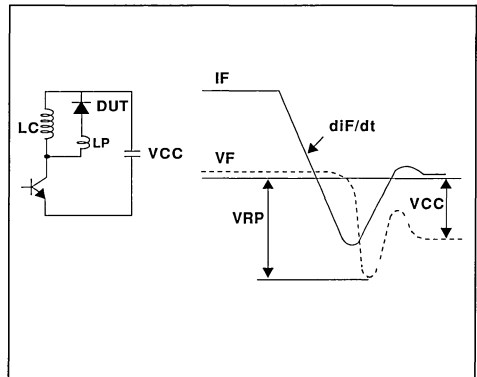 DUT
LC
LP
VCC
IF
diF/dt
VF
VRP
VCC